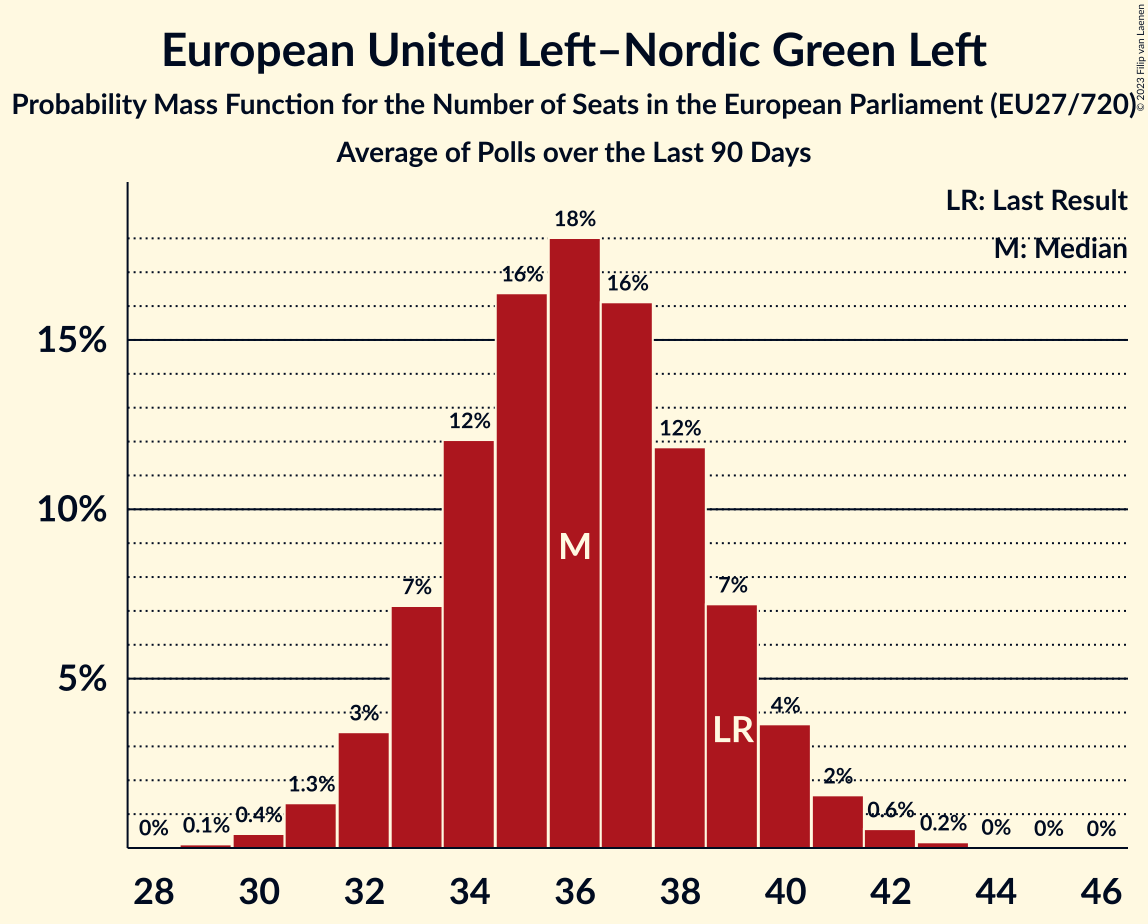 European United Left–Nordic Green Left
Probability Mass Function for the Number of Seats in the European Parliament (EU27/720)
Average of Polls over the Last 90 Days
© 2023 Filip van Laenen
LR: Last Result
M: Median
18%
16%
16%
15%
12%
12%
10%
M
7%
7%
5%
4%
3%
LR
2%
1.3%
0.6%
0.4%
0.2%
0.1%
0%
0%
0%
0%
28 30 32 34 36 38 40 42 44 46